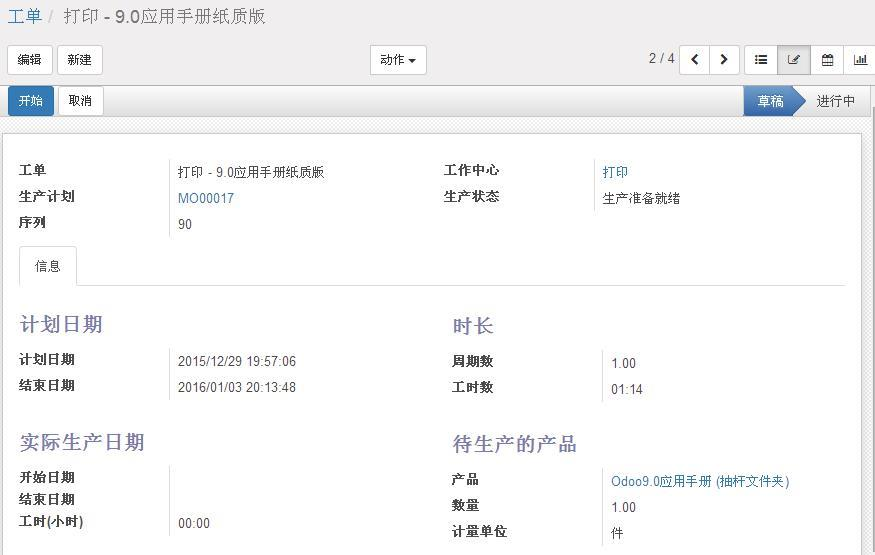 工单 / 打印 - 9.0应用手册纸质版
编辑 新建 动作 2 / 4
开始 取消 草稿 进行中
工单 打印 - 9.0应用手册纸质版 工作中心 打印
生产计划 MO00017 生产状态 生产准备就绪
序列 90
信息
计划日期 时长
计划日期 2015/12/29 19:57:06 周期数 1.00
结束日期 2016/01/03 20:13:48 工时数 01:14
实际生产日期 待生产的产品
开始日期 产品 Odoo9.0应用手册 (抽杆文件夹)
结束日期 数量 1.00
工时(小时) 00:00 计量单位 件